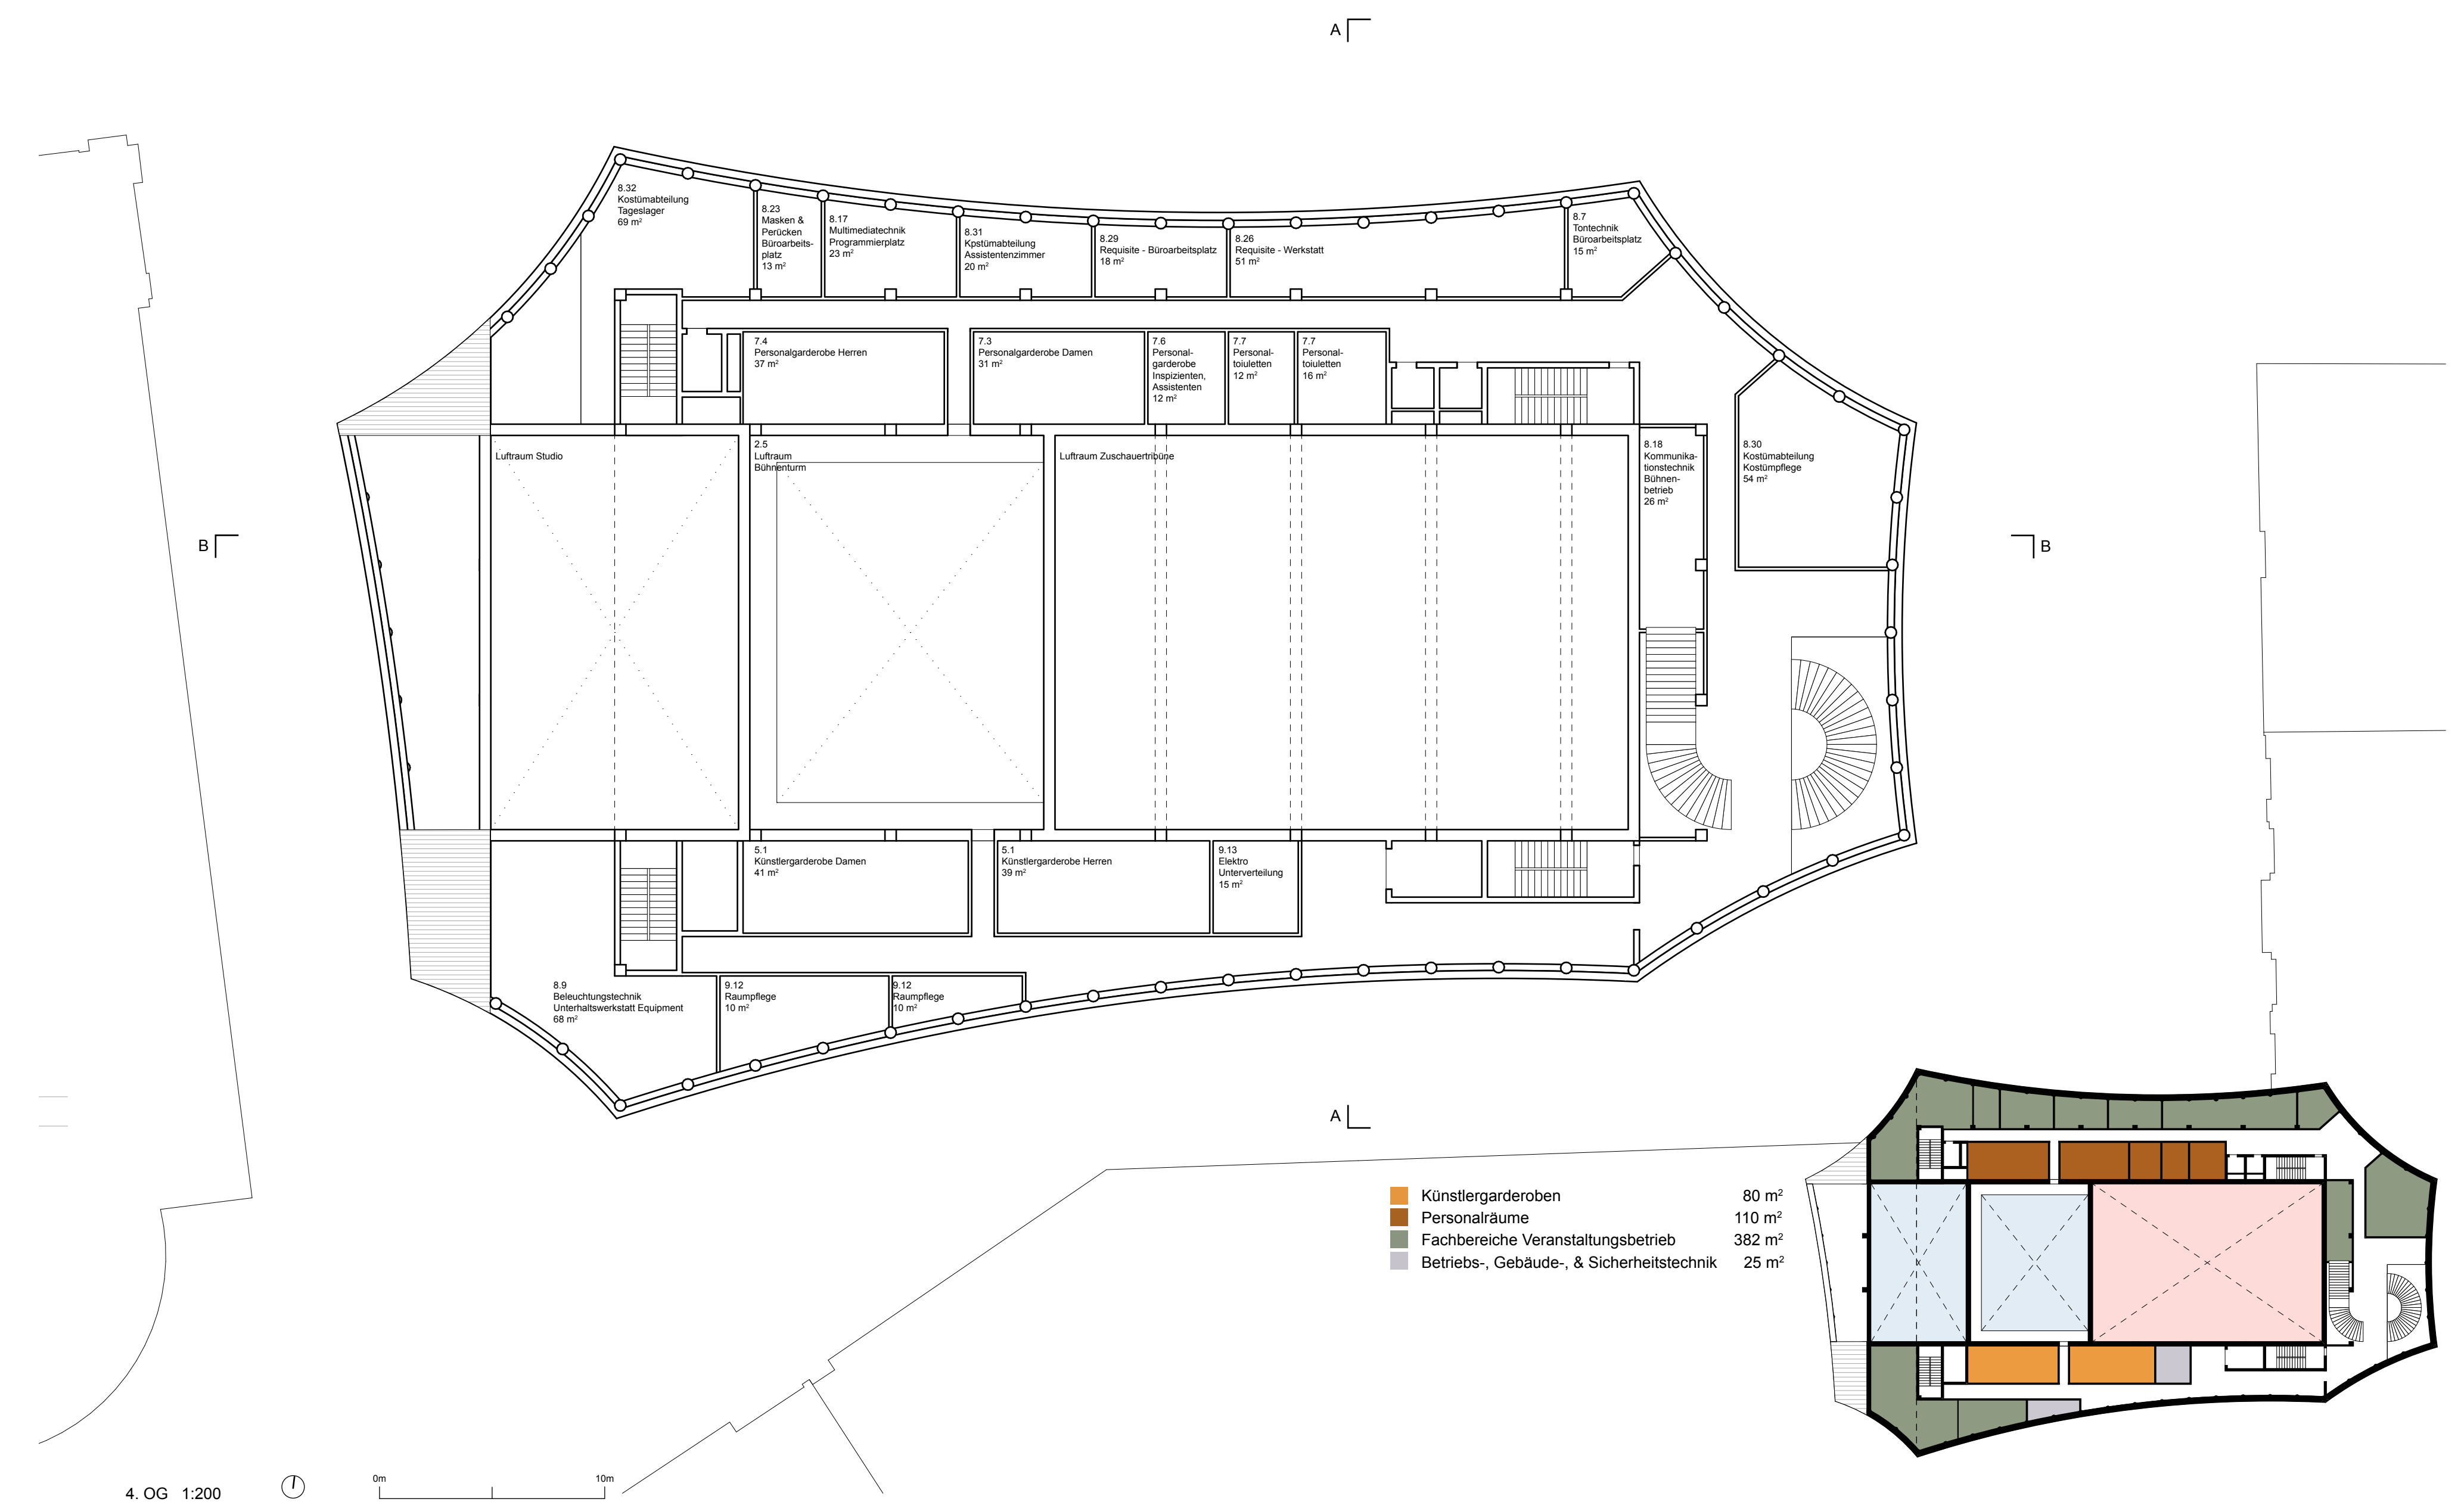 A
8.32
Kostümabteilung
Tageslager
69 m²
8.23
Masken &
Perücken
Büroarbeits-
platz
13 m²
8.17
Multimediatechnik
Programmierplatz
23 m²
8.31
Kpstümabteilung
Assistentenzimmer
20 m²
8.29
Requisite - Büroarbeitsplatz
18 m²
8.26
Requisite - Werkstatt
51 m²
8.7
Tontechnik
Büroarbeitsplatz
15 m²
7.4
Personalgarderobe Herren
37 m²
7.3
Personalgarderobe Damen
31 m²
7.6
Personal-
garderobe
Inspizienten,
Assistenten
12 m²
7.7
Personal-
toiuletten
12 m²
7.7
Personal-
toiuletten
16 m²
Luftraum Studio
2.5
Luftraum
Bühnenturm
Luftraum Zuschauertribüne
8.18
Kommunika-
tionstechnik
Bühnen-
betrieb
26 m²
8.30
Kostümabteilung
Kostümpflege
54 m²
B
B
5.1
Künstlergarderobe Damen
41 m²
5.1
Künstlergarderobe Herren
39 m²
9.13
Elektro
Unterverteilung
15 m²
8.9
Beleuchtungstechnik
Unterhaltswerkstatt Equipment
68 m²
9.12
Raumpflege
10 m²
9.12
Raumpflege
10 m²
A
Künstlergarderoben 80 m²
Personalräume 110 m²
Fachbereiche Veranstaltungsbetrieb 382 m²
Betriebs-, Gebäude-, & Sicherheitstechnik 25 m²
0m 10m
4. OG 1:200